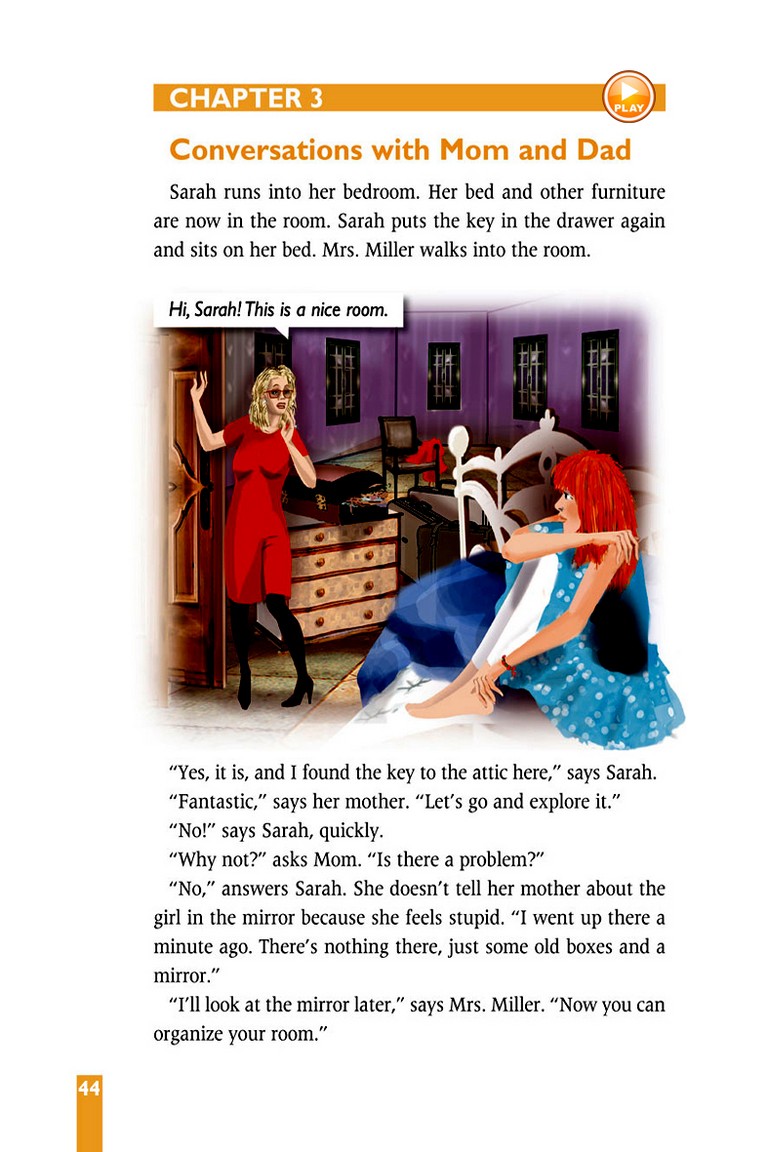 CHAPTER 3
PLAY
Conversations with Mom and Dad
Sarah runs into her bedroom. Her bed and other furniture
are now in the room. Sarah puts the key in the drawer again
and sits on her bed. Mrs. Miller walks into the room.
Hi, Sarah! This is a nice room.
“Yes, it is, and I found the key to the attic here,” says Sarah.
“Fantastic,” says her mother. “Let’s go and explore it.”
“No!” says Sarah, quickly.
“Why not?” asks Mom. “Is there a problem?”
“No,” answers Sarah. She doesn’t tell her mother about the
girl in the mirror because she feels stupid. “I went up there a
minute ago. There’s nothing there, just some old boxes and a
mirror.”
“I’ll look at the mirror later,” says Mrs. Miller. “Now you can
organize your room.”
44